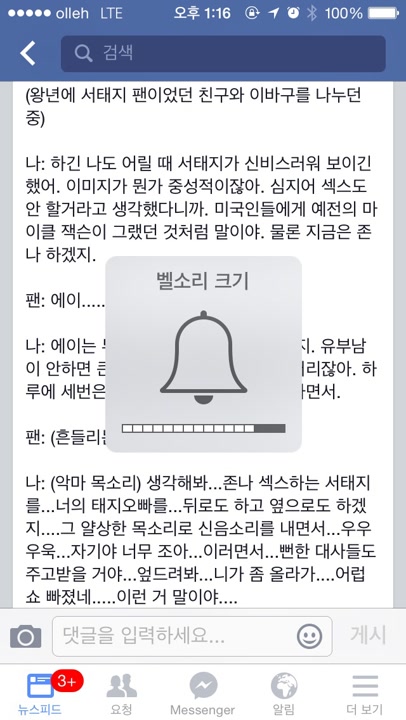 olleh LTE 오후 1:16 100%
검색
(왕년에 서태지 팬이었던 친구와 이바구를 나누던
중)
나: 하긴 나도 어릴 때 서태지가 신비스러워 보이긴
했어. 이미지가 뭔가 중성적이잖아. 심지어 섹스도
안 할거라고 생각했다니까. 미국인들에게 예전의 마
이클 잭슨이 그랬던 것처럼 말이야. 물론 지금은 존
나 하겠지.
벨소리 크기
팬: 에이.....
나: 에이는 지. 유부남
이 안하면 큰 리잖아. 하
루에 세번은 하면서.
팬: (흔들리는
나: (악마 목소리) 생각해봐...존나 섹스하는 서태지
를...너의 태지오빠를...뒤로도 하고 옆으로도 하겠
지....그 얄상한 목소리로 신음소리를 내면서...우우
우욱...자기야 너무 조아...이러면서...뻔한 대사들도
주고받을 거야...엎드려봐...니가 좀 올라가....어럽
쇼 빠졌네.....이런 거 말이야....
댓글을 입력하세요... 게시
3+
뉴스피드 요청 Messenger 알림 더 보기